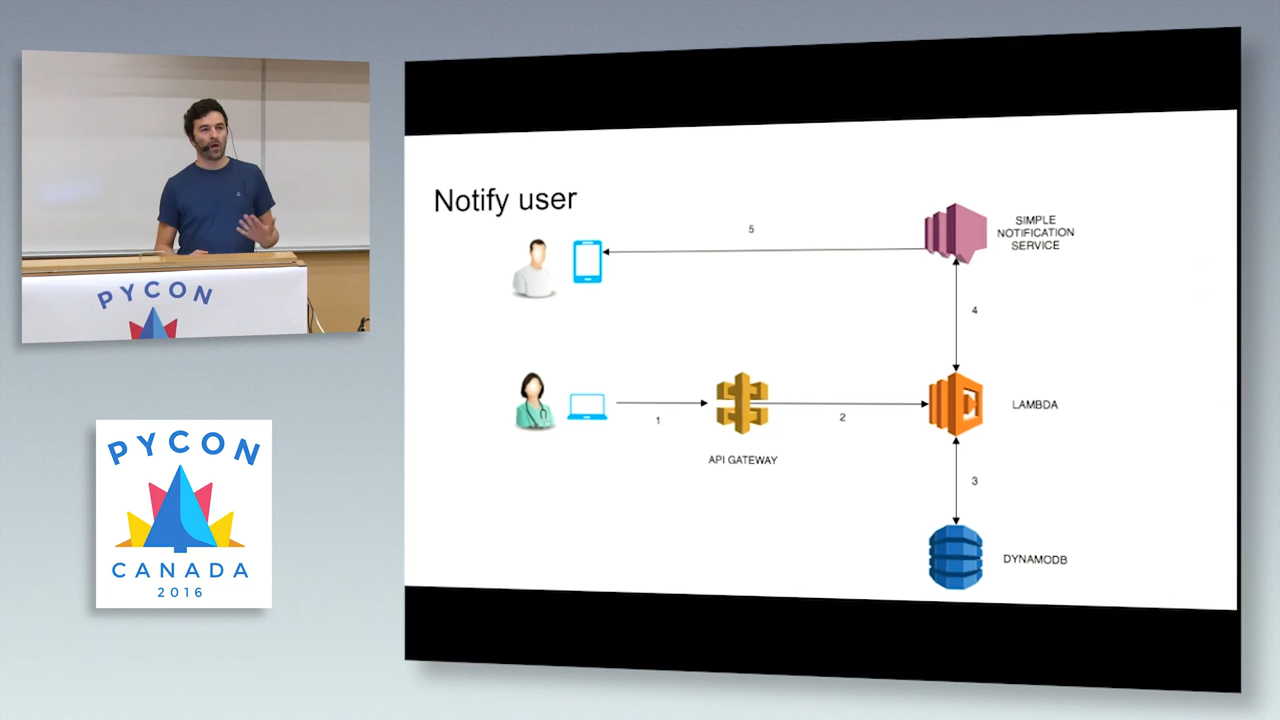 PYCON
PYCON
CANADA
2016
Notify user
5
SIMPLE
NOTIFICATION
SERVICE
4
1
2
LAMBDA
API GATEWAY
3
DYNAMODB